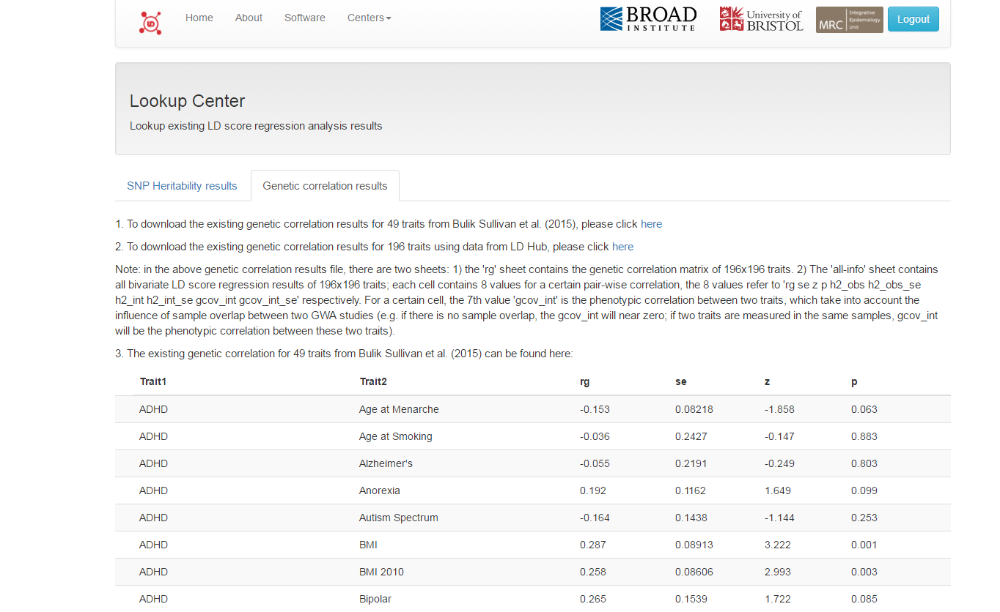 LD
Home About Software Centers
BROAD INSTITUTE
University of BRISTOL
MRC Integrative Epidemiology Unit
Logout
Lookup Center
Lookup existing LD score regression analysis results
SNP Heritability results Genetic correlation results
1. To download the existing genetic correlation results for 49 traits from Bulik Sullivan et al. (2015), please click here
2. To download the existing genetic correlation results for 196 traits using data from LD Hub, please click here
Note: in the above genetic correlation results file, there are two sheets: 1) the 'rg' sheet contains the genetic correlation matrix of 196x196 traits. 2) The 'all-info' sheet contains
all bivariate LD score regression results of 196x196 traits; each cell contains 8 values for a certain pair-wise correlation, the 8 values refer to 'rg se z p h2_obs h2_obs_se
h2_int h2_int_se gcov_int gcov_int_se' respectively. For a certain cell, the 7th value 'gcov_int' is the phenotypic correlation between two traits, which take into account the
influence of sample overlap between two GWA studies (e.g. if there is no sample overlap, the gcov_int will near zero; if two traits are measured in the same samples, gcov_int
will be the phenotypic correlation between these two traits).
3. The existing genetic correlation for 49 traits from Bulik Sullivan et al. (2015) can be found here:
Trait1 Trait2 rg se z p
ADHD Age at Menarche -0.153 0.08218 -1.858 0.063
ADHD Age at Smoking -0.036 0.2427 -0.147 0.883
ADHD Alzheimer's -0.055 0.2191 -0.249 0.803
ADHD Anorexia 0.192 0.1162 1.649 0.099
ADHD Autism Spectrum -0.164 0.1438 -1.144 0.253
ADHD BMI 0.287 0.08913 3.222 0.001
ADHD BMI 2010 0.258 0.08606 2.993 0.003
ADHD Bipolar 0.265 0.1539 1.722 0.085